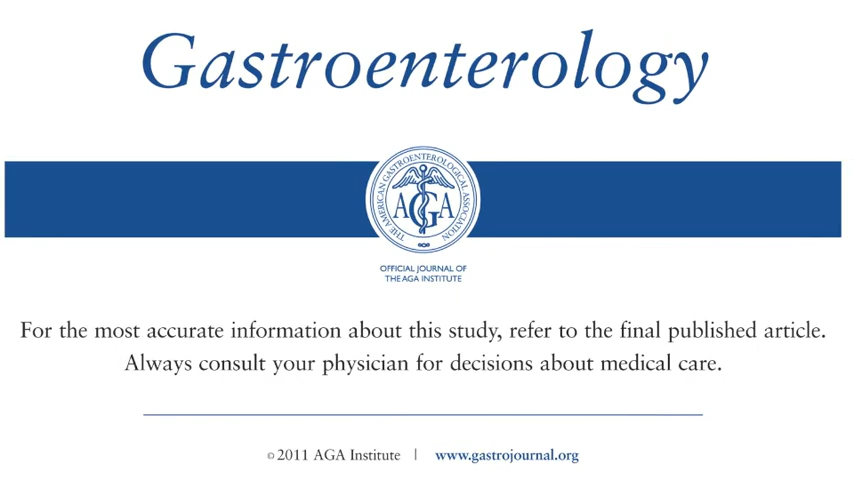 Gastroenterology
THE AMERICAN GASTROENTEROLOGICAL ASSOCIATION
AGA
OFFICIAL JOURNAL OF
THE AGA INSTITUTE
For the most accurate information about this study, refer to the final published article.
Always consult your physician for decisions about medical care.
© 2011 AGA Institute | www.gastrojournal.org